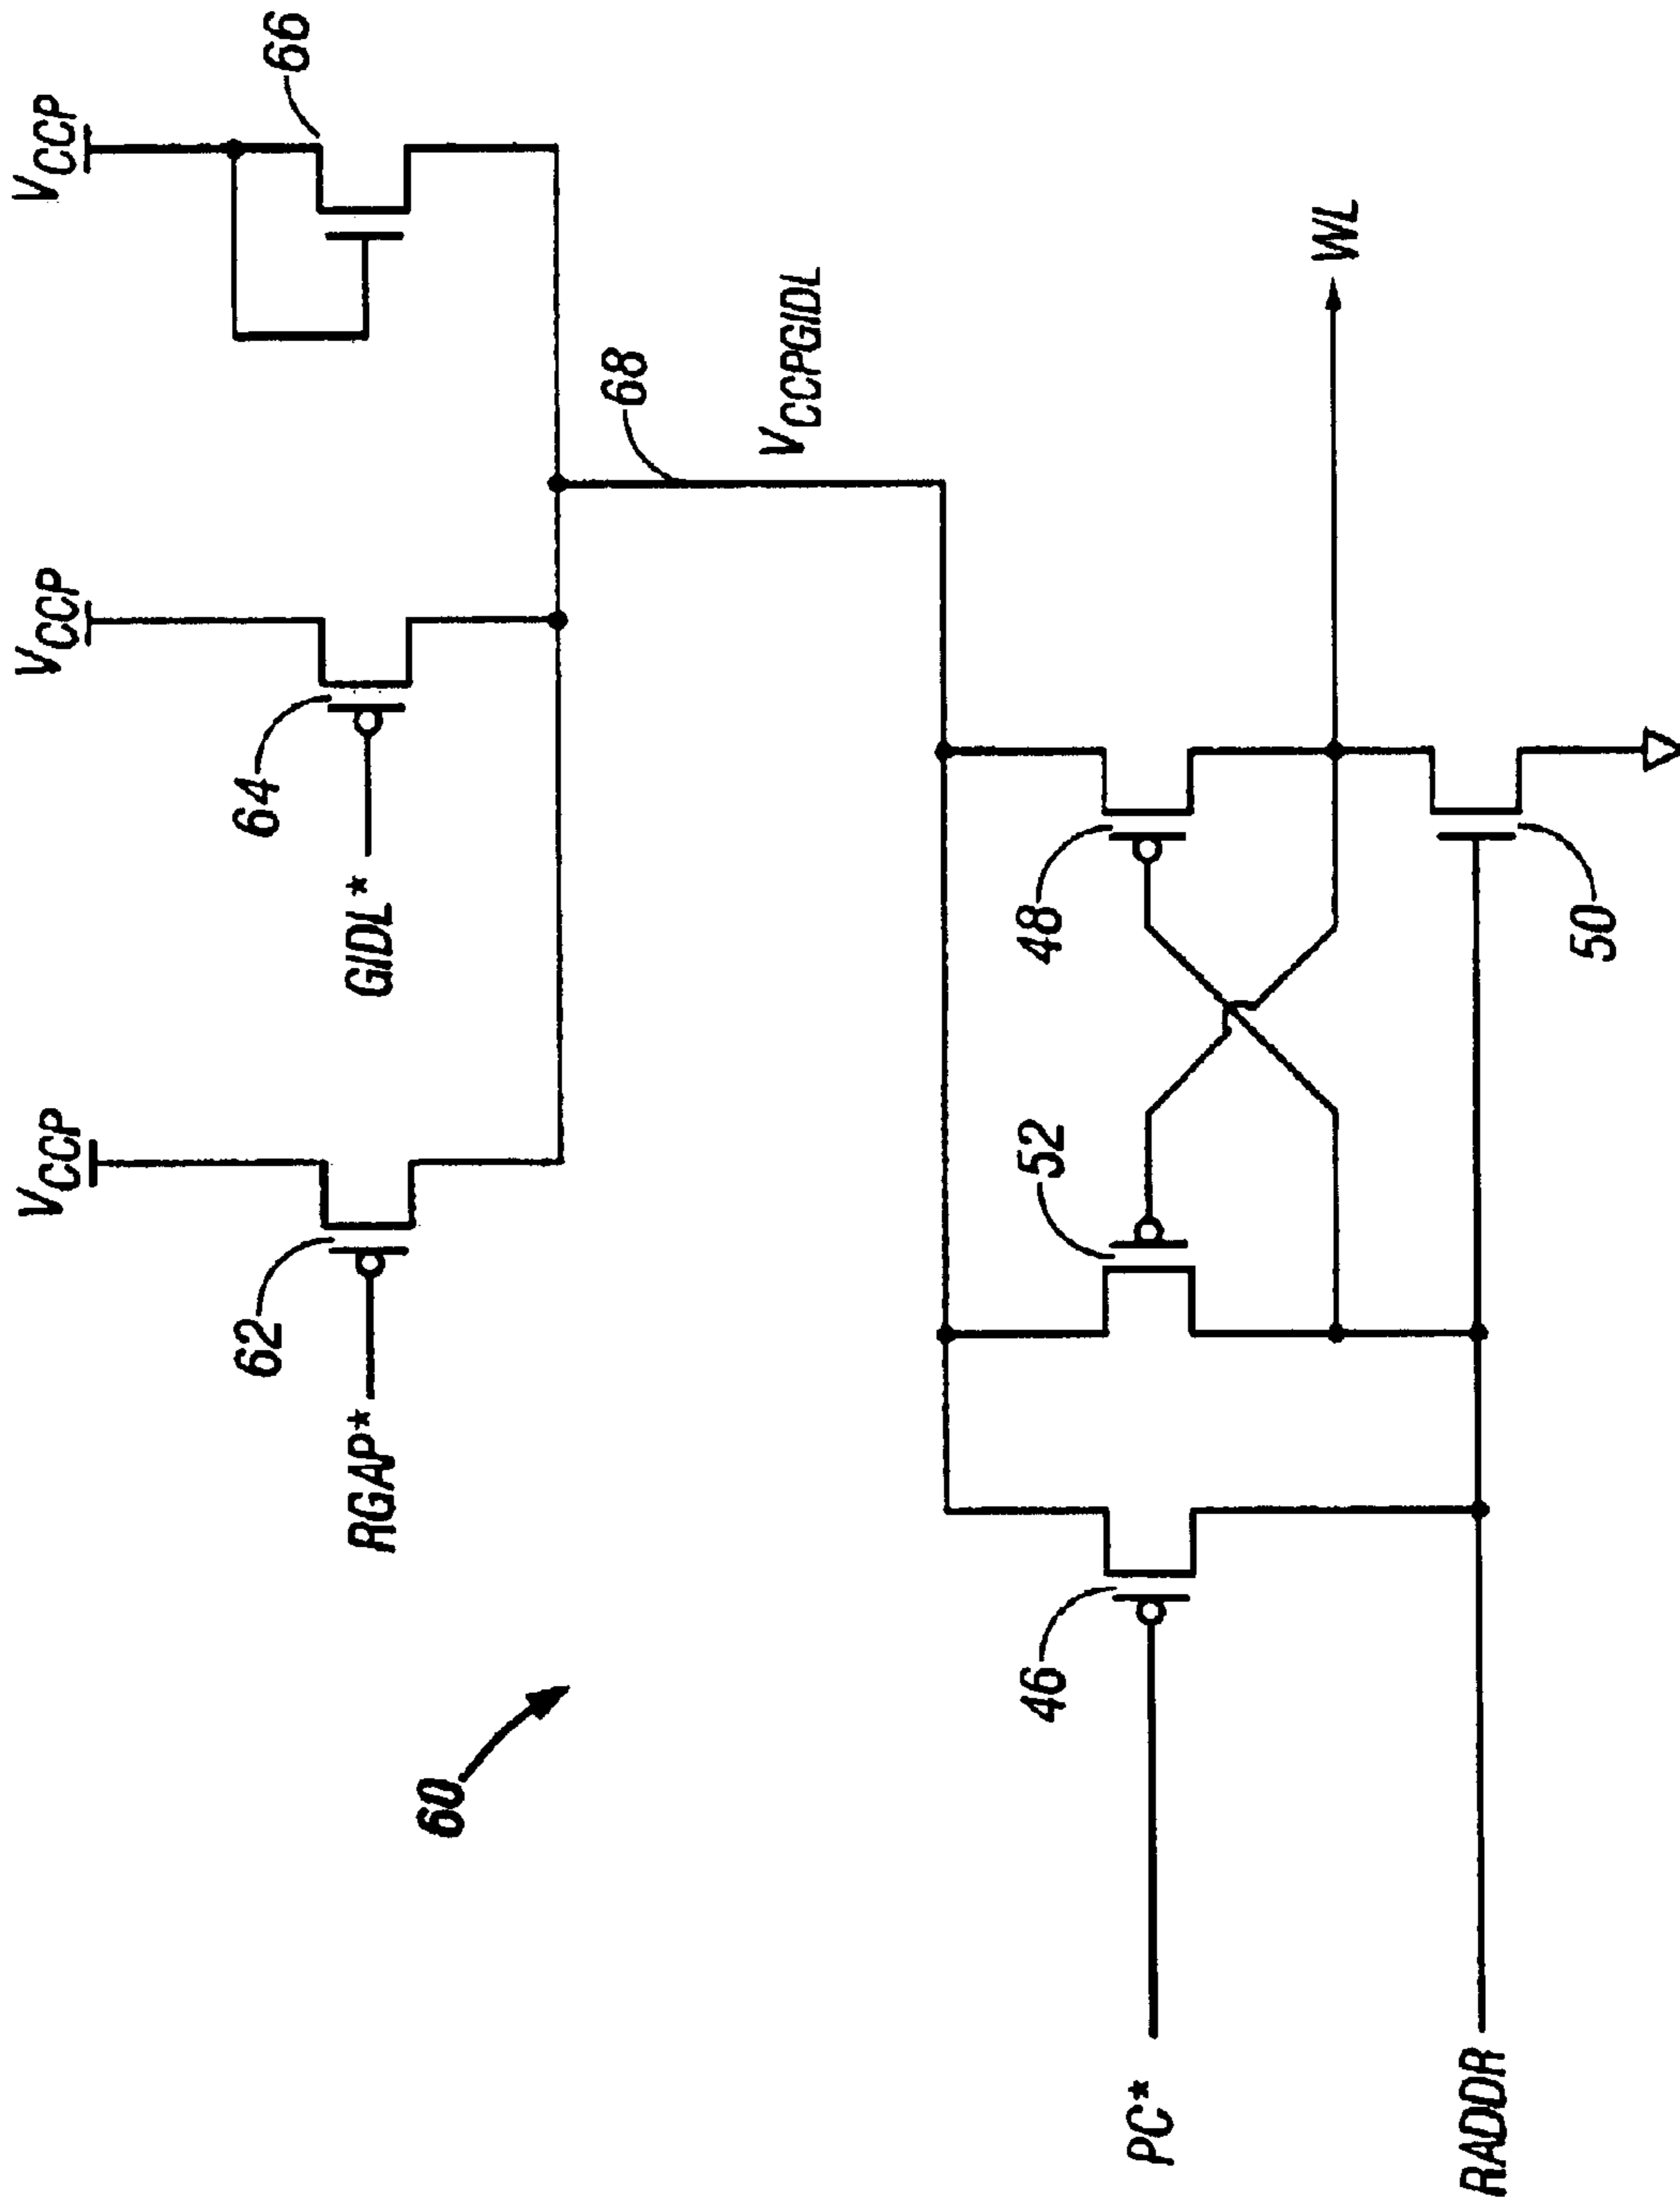 VCCP
VCCP
VCCP
62
64
66
RGAP*
GIDL*
68
60
VCCPGIDL
46
52
48
PC*
WL
RADDR
50